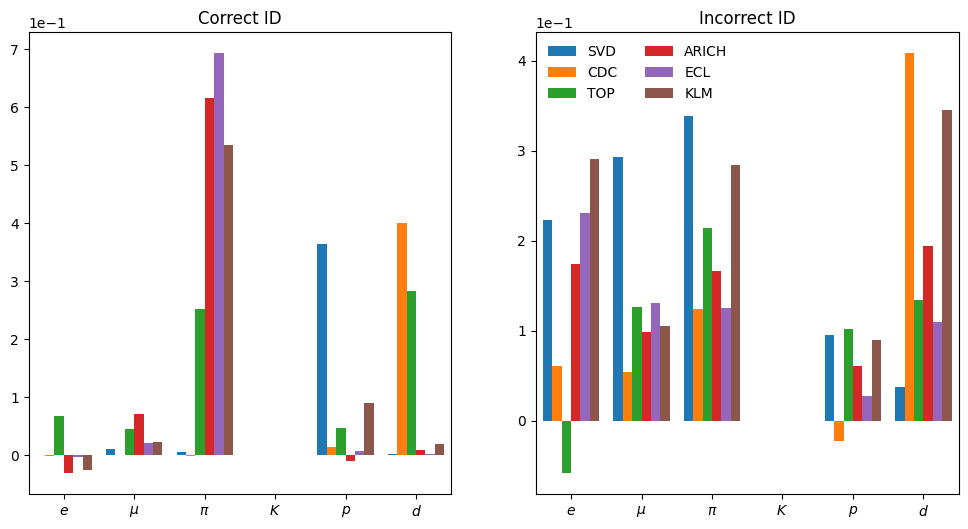 Correct ID
1e−1
7
6
5
4
3
2
1
0
e μ π K p d
Incorrect ID
1e−1
SVD ARICH
CDC ECL
TOP KLM
4
3
2
1
0
e μ π K p d